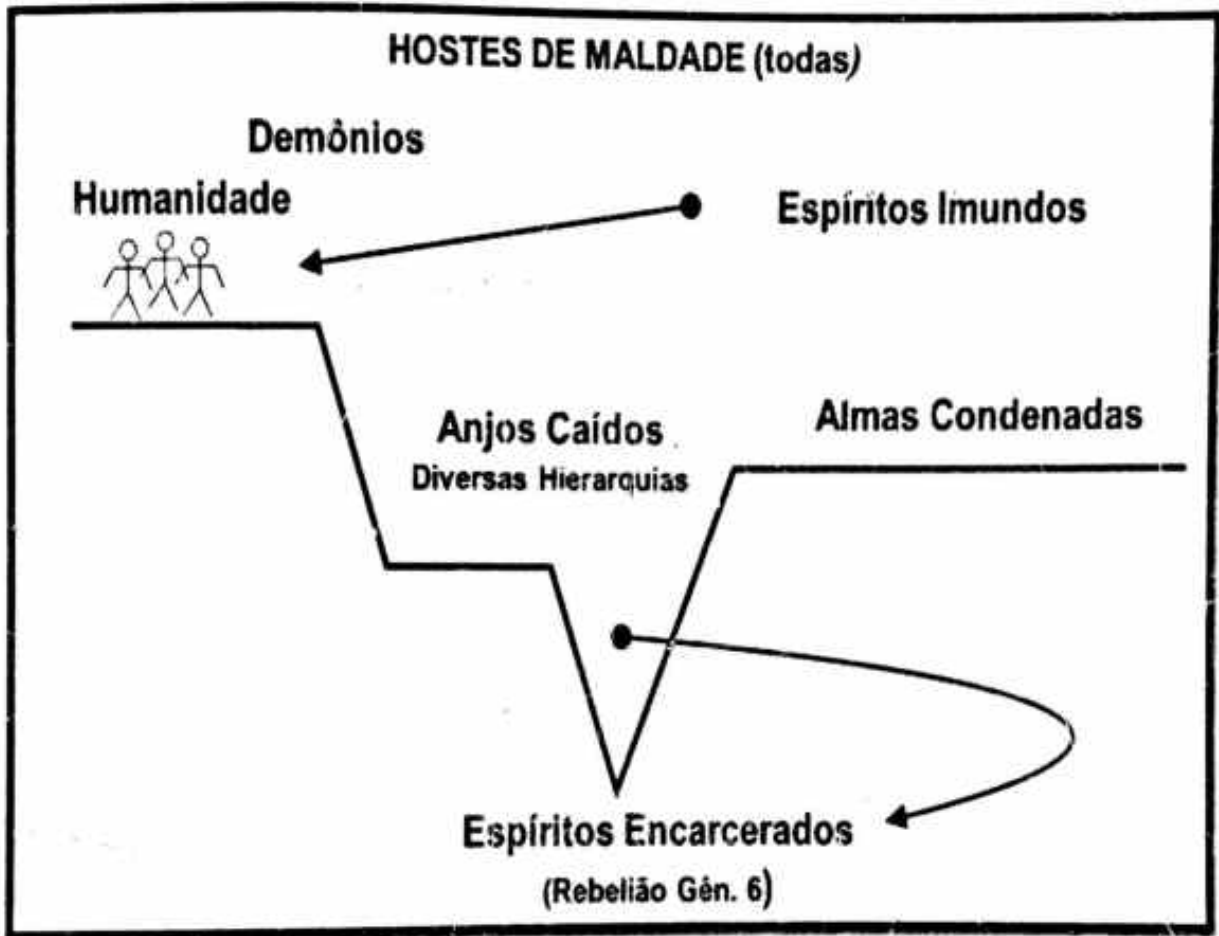 HOSTES DE MALDADE (todas)
Demônios
Humanidade
Espíritos Imundos
Anjos Caídos
Diversas Hierarquias
Almas Condenadas
Espíritos Encarcerados
(Rebelião Gên. 6)